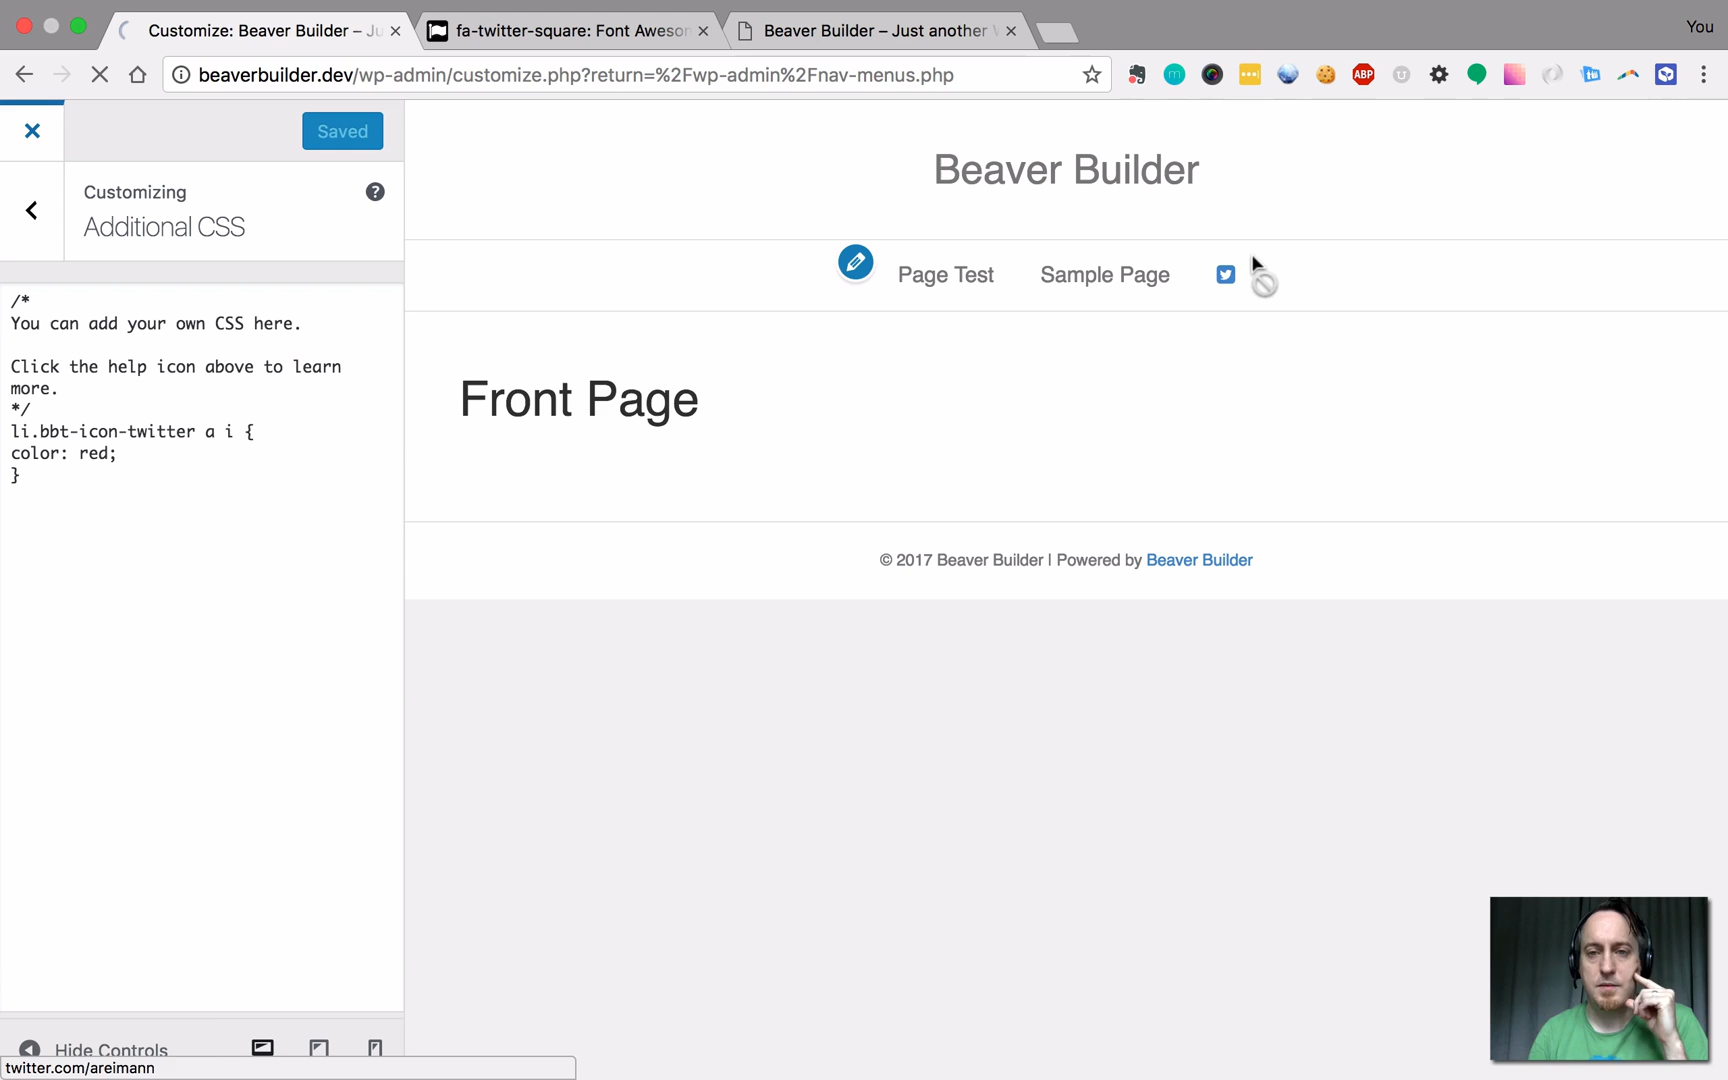 Customize: Beaver Builder – Ju
fa-twitter-square: Font Aweson
Beaver Builder – Just another W
You
beaverbuilder.dev/wp-admin/customize.php?return=%2Fwp-admin%2Fnav-menus.php
m
ABP
Saved
Customizing
Additional CSS
/*
You can add your own CSS here.
Click the help icon above to learn
more.
*/
li.bbt-icon-twitter a i {
color: red;
}
Beaver Builder
Page Test
Sample Page
Front Page
© 2017 Beaver Builder | Powered by Beaver Builder
Hide Controls
twitter.com/areimann